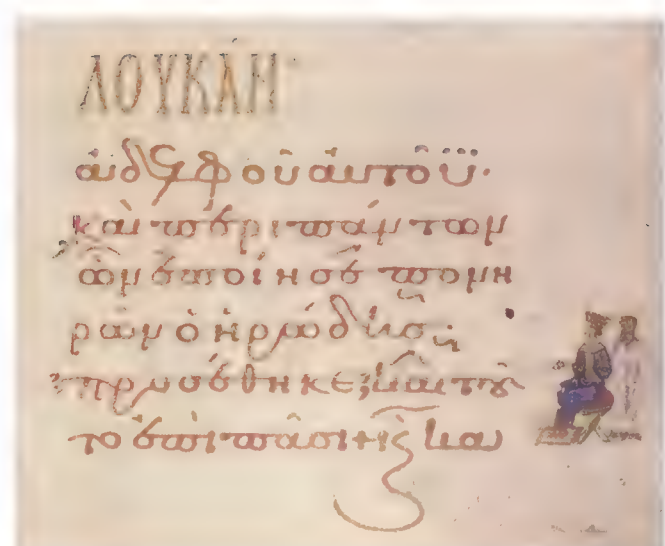 ΛΟΥΚΑΝ
ἀδελφοῦ αὐτοῦ·
καὶ περὶ πάντων
ὧν ἐποίησε πονη
ρῶν ὁ ἡρώδης·
προσέθηκε καὶ τοῦ
το ἐπὶ πᾶσι και